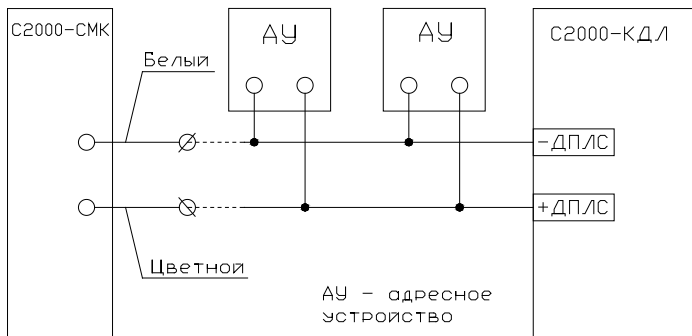 С2000-СМК
АУ
АУ
С2000-КДЛ
Белый
-ДПЛС
+ДПЛС
Цветной
АУ - адресное
устройство